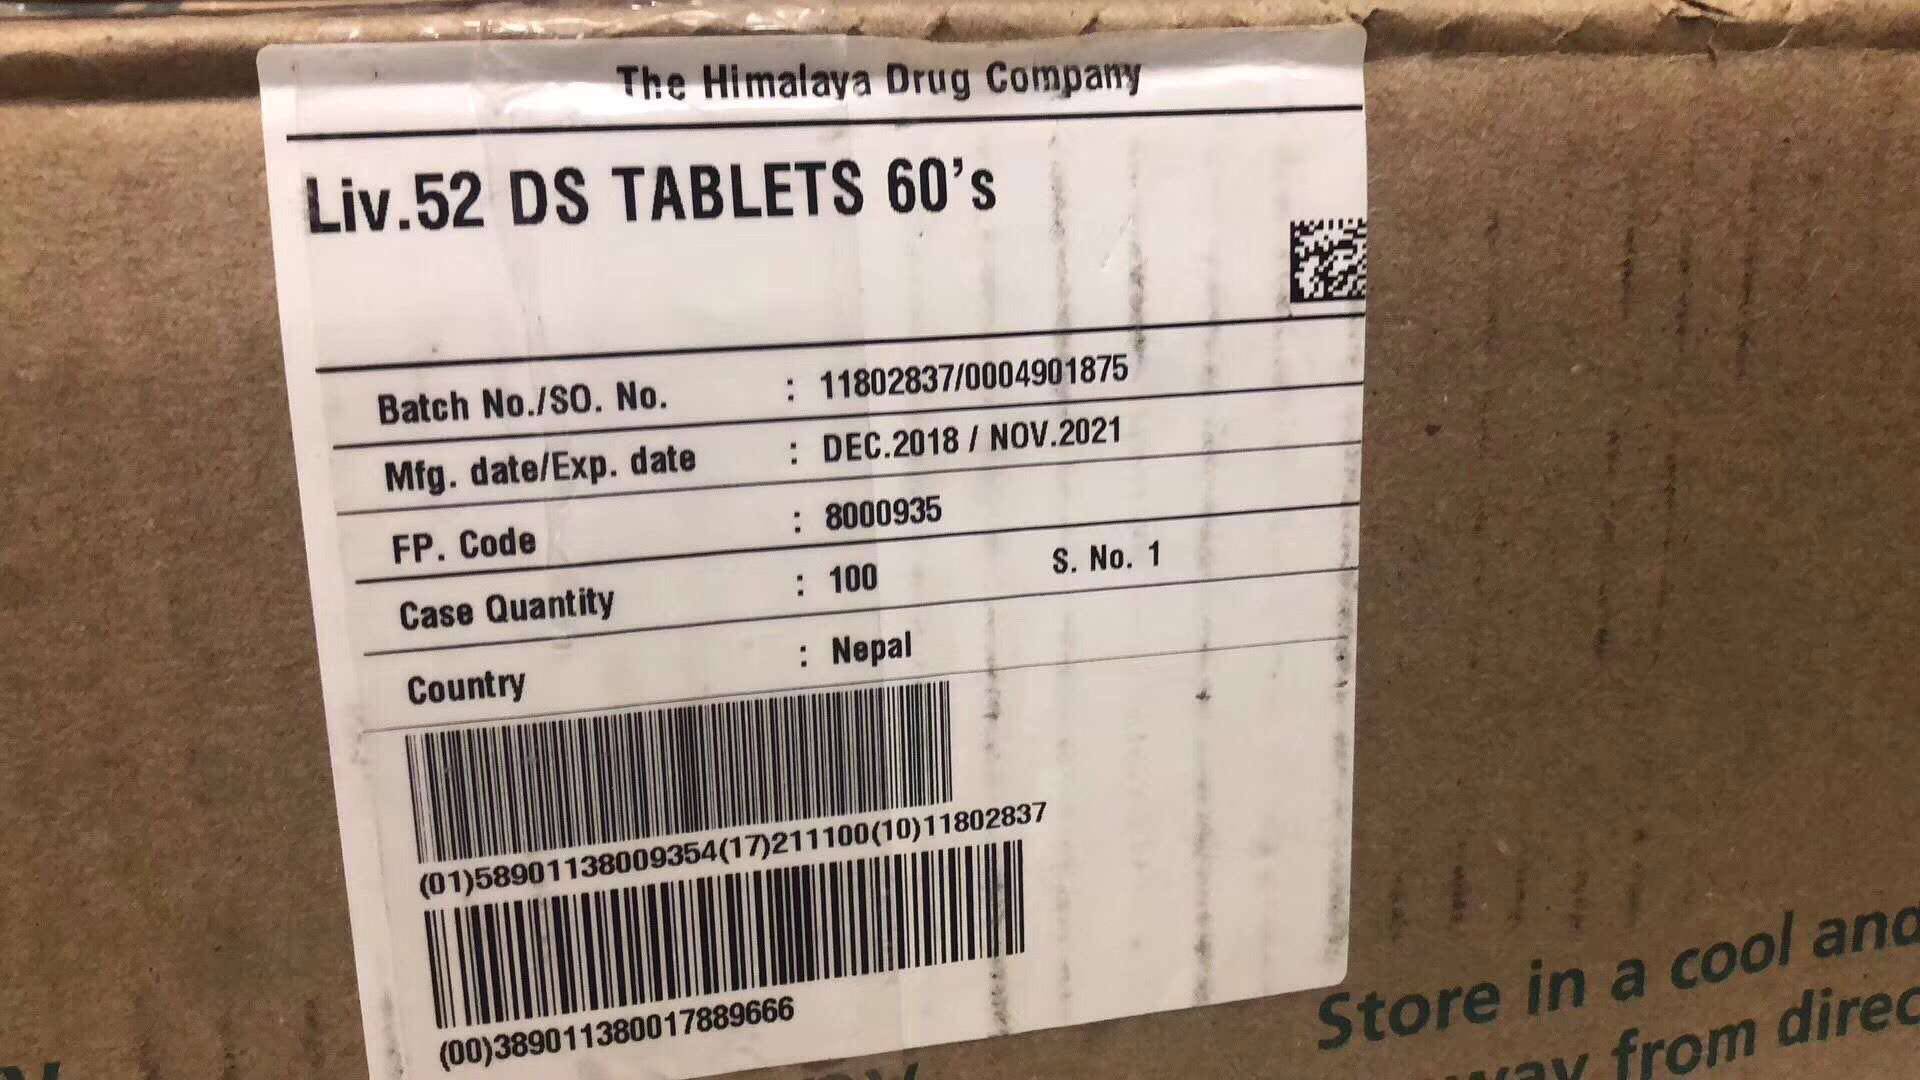 The Himalaya Drug Company
Liv.52 DS TABLETS 60's
Batch No./SO. No. : 11802837/0004901875
Mfg. date/Exp. date : DEC.2018 / NOV.2021
FP. Code : 8000935
Case Quantity : 100 S. No. 1
Country : Nepal
(01)58901138009354(17)211100(10)11802837
(00)389011380017889666
Store in a cool and
from direc